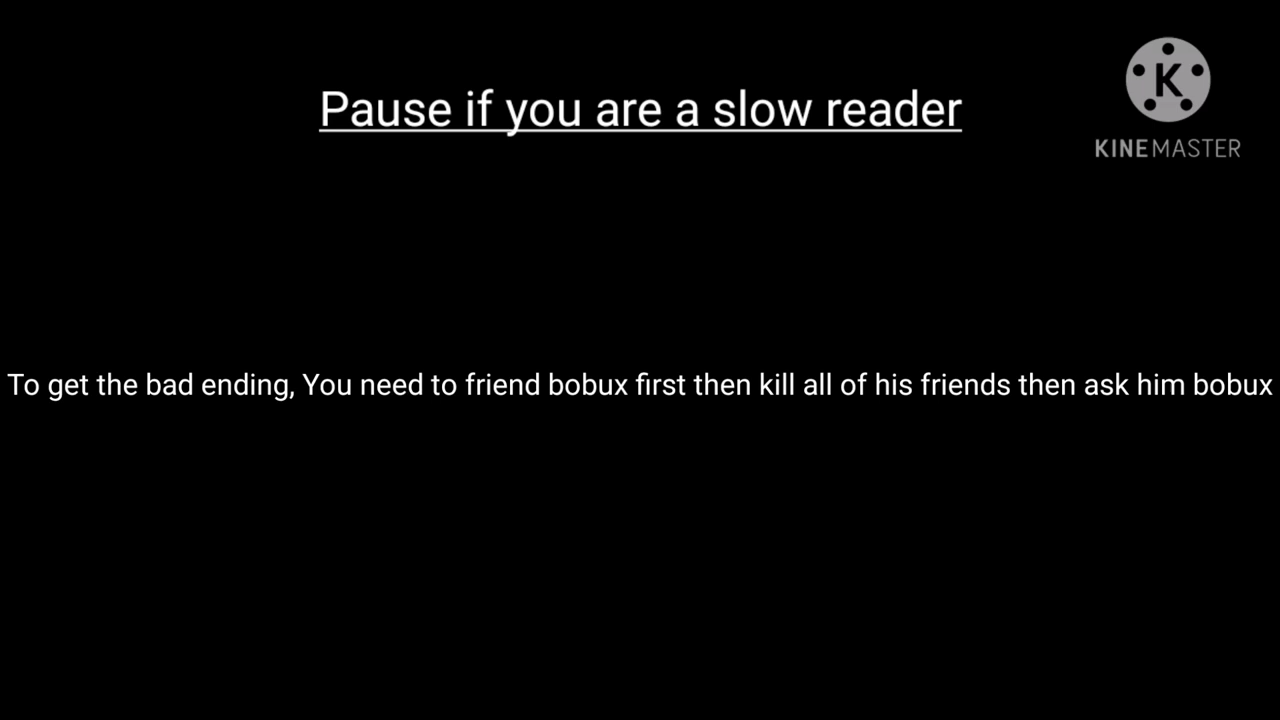 Pause if you are a slow reader
K
KINEMASTER
To get the bad ending, You need to friend bobux first then kill all of his friends then ask him bobux